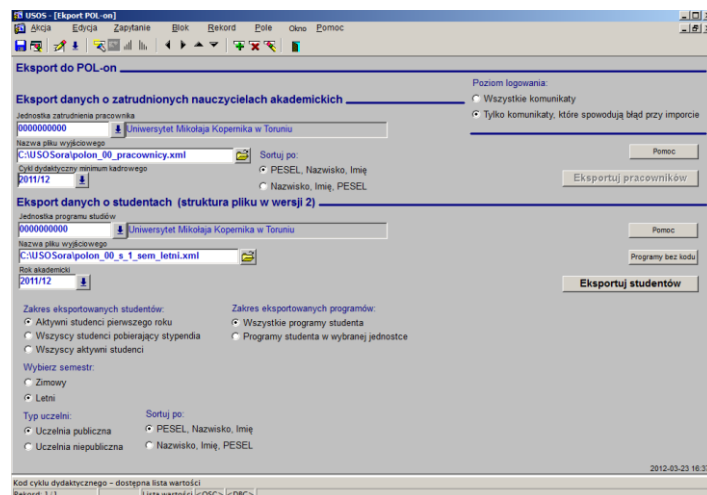 USOS - [Eksport POL-on]
Akcja Edycja Zapytanie Blok Rekord Pole Okno Pomoc
Eksport do POL-on
Poziom logowania:
Wszystkie komunikaty
Tylko komunikaty, które spowodują błąd przy imporcie
Eksport danych o zatrudnionych nauczycielach akademickich
Jednostka zatrudnienia pracownika
0000000000 Uniwersytet Mikołaja Kopernika w Toruniu
Nazwa pliku wyjściowego
C:\USOSora\polon_00_pracownicy.xml
Sortuj po:
PESEL, Nazwisko, Imię
Nazwisko, Imię, PESEL
Pomoc
Cykl dydaktyczny minimum kadrowego
2011/12
Eksportuj pracowników
Eksport danych o studentach (struktura pliku w wersji 2)
Jednostka programu studiów
0000000000 Uniwersytet Mikołaja Kopernika w Toruniu
Pomoc
Nazwa pliku wyjściowego
C:\USOSora\polon_00_s_1_sem_letni.xml
Programy bez kodu
Rok akademicki
2011/12
Eksportuj studentów
Zakres eksportowanych studentów:
Aktywni studenci pierwszego roku
Wszyscy studenci pobierający stypendia
Wszyscy aktywni studenci
Zakres eksportowanych programów:
Wszystkie programy studenta
Programy studenta w wybranej jednostce
Wybierz semestr:
Zimowy
Letni
Typ uczelni:
Uczelnia publiczna
Uczelnia niepubliczna
Sortuj po:
PESEL, Nazwisko, Imię
Nazwisko, Imię, PESEL
2012-03-23 16:3
Kod cyklu dydaktycznego - dostępna lista wartości
Rekord: 1/1 Lista wartości <OSC> <DBG>